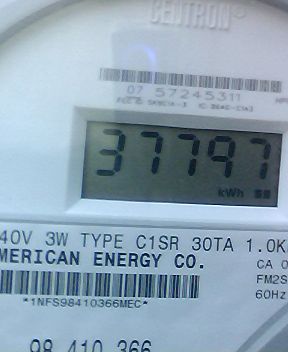 CENTRON®
07 57245311
37797
kWh
40V 3W TYPE C1SR 30TA 1.0K
MERICAN ENERGY CO.
CA 0
FM2S
60Hz
*1NFS98410366MEC*
98 410 366